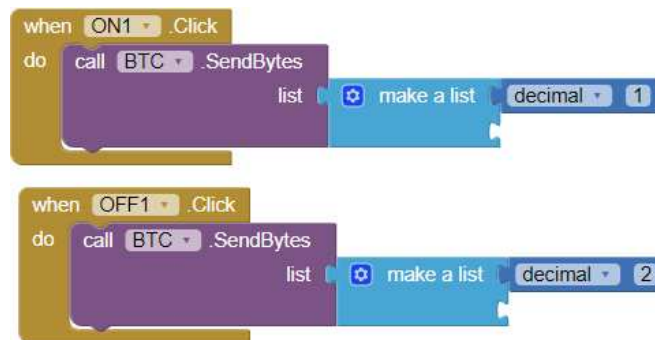 when ON1 .Click
do call BTC .SendBytes
list make a list decimal 1
when OFF1 .Click
do call BTC .SendBytes
list make a list decimal 2